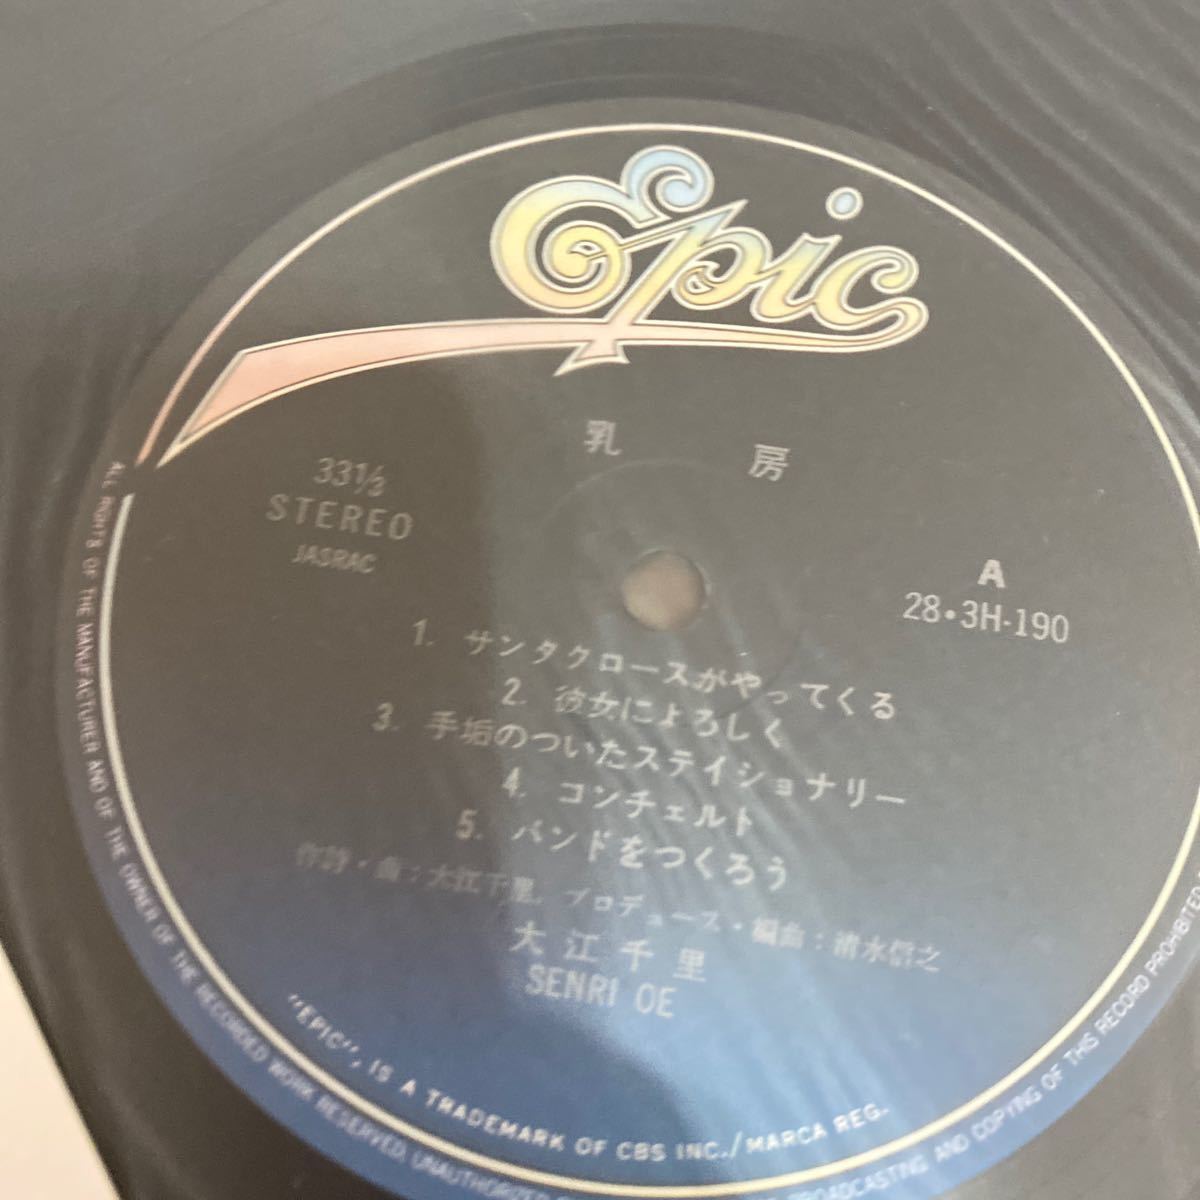 Epic
乳房
33⅓
STEREO
JASRAC
A
28・3H-190
1. サンタクロースがやってくる
2. 彼女によろしく
3. 手垢のついたステイショナリー
4. コンチェルト
5. バンドをつくろう
作詩・曲：大江千里 プロデュース・編曲：清水信之
大江千里
SENRI OE
"EPIC", IS A TRADEMARK OF CBS INC./MARCA REG.
ALL RIGHTS OF THE MANUFACTURER AND OF THE OWNER OF THE RECORDED WORK RESERVED. UNAUTHORIZED BROADCASTING AND COPYING OF THIS RECORD PROHIBITED